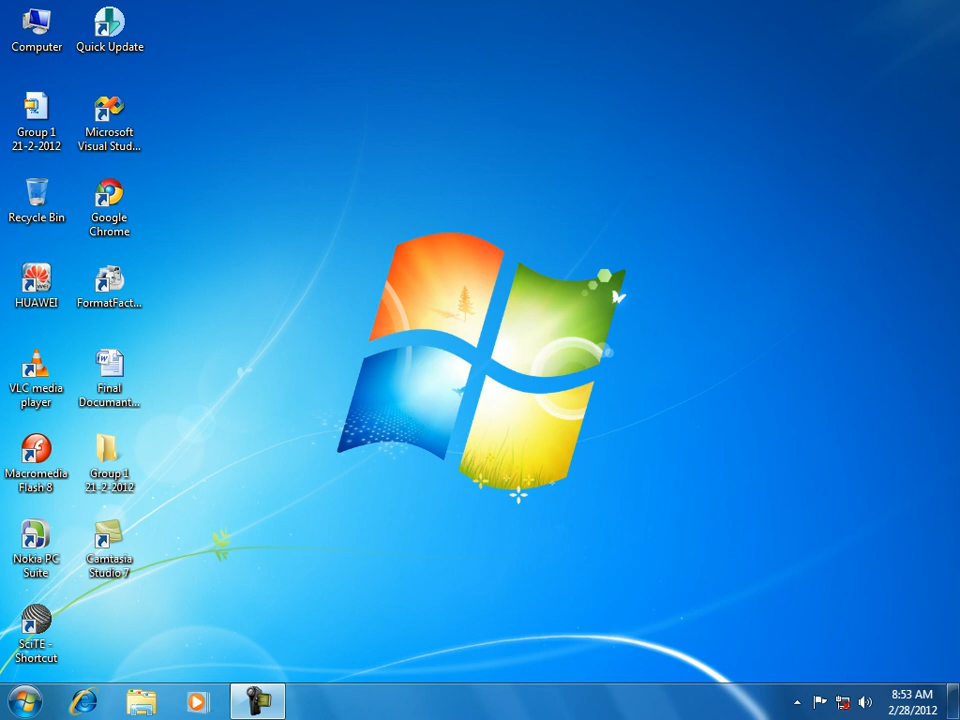 Computer
Quick Update
Group 1
21-2-2012
Microsoft
Visual Stud...
Recycle Bin
Google
Chrome
HUAWEI
FormatFact...
VLC media
player
Final
Documant...
Macromedia
Flash 8
Group 1
21-2-2012
Nokia PC
Suite
Camtasia
Studio 7
SciTE -
Shortcut
8:53 AM
2/28/2012